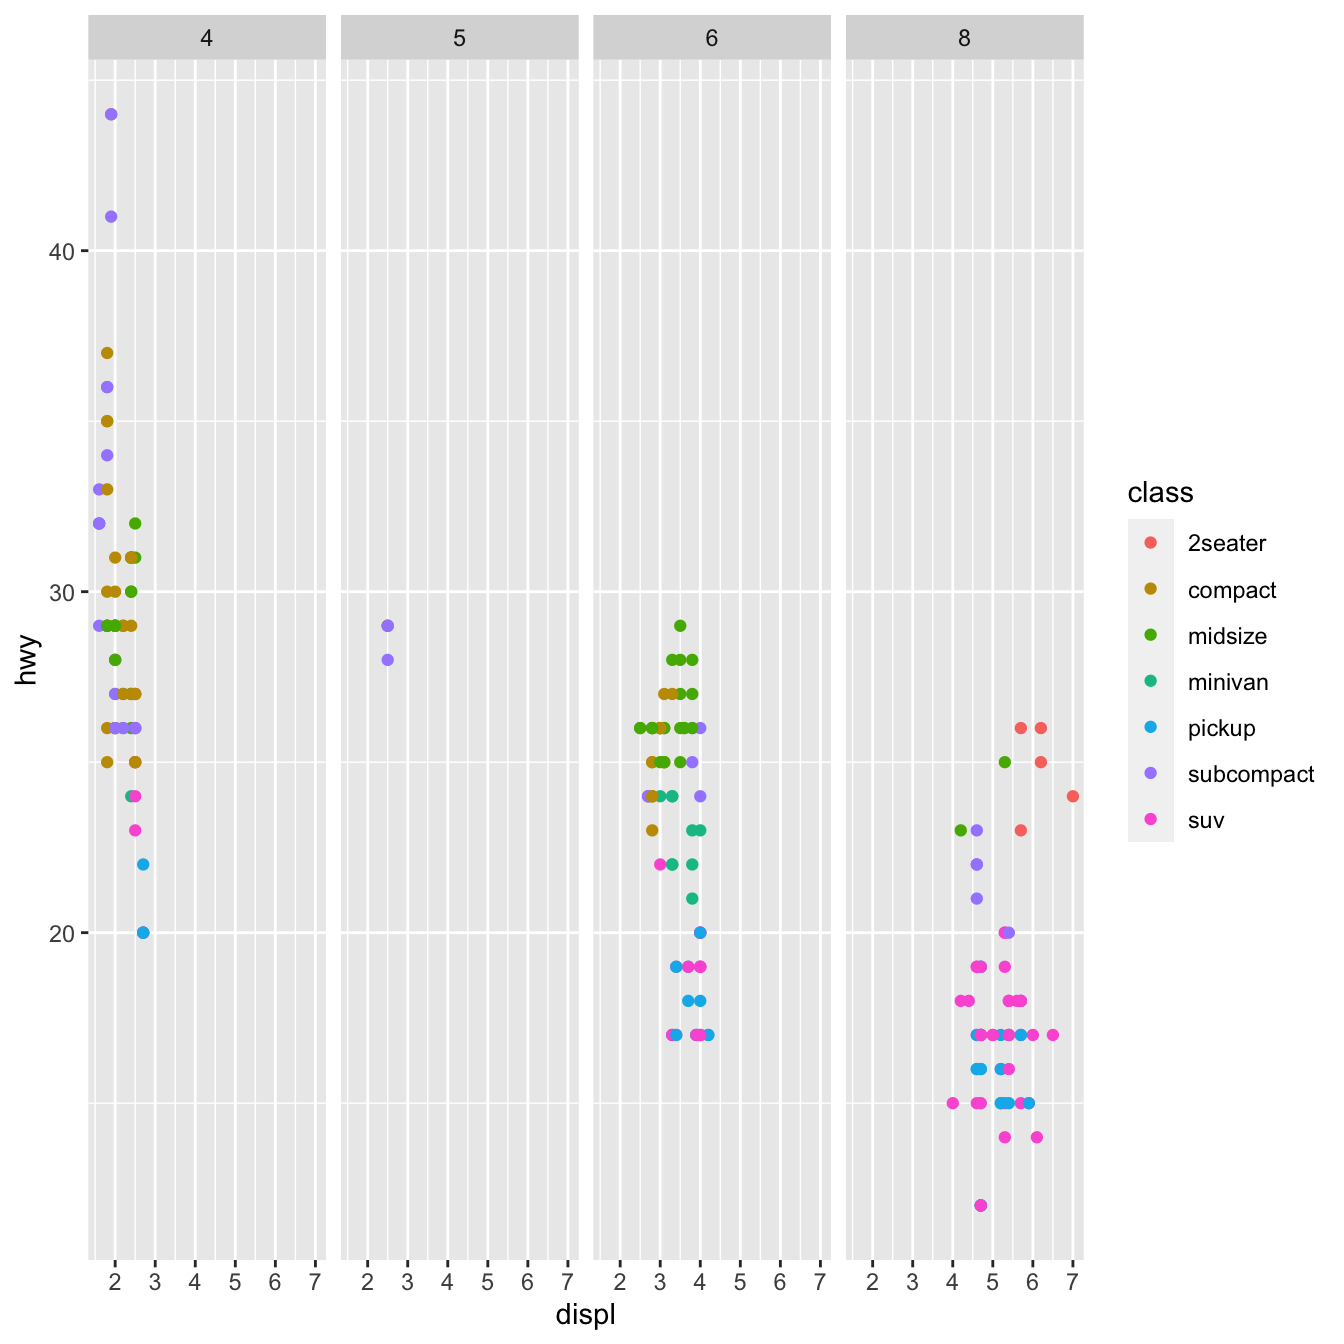 4 5 6 8
40
30
20
hwy
2 3 4 5 6 7 2 3 4 5 6 7 2 3 4 5 6 7 2 3 4 5 6 7
displ
class
2seater
compact
midsize
minivan
pickup
subcompact
suv